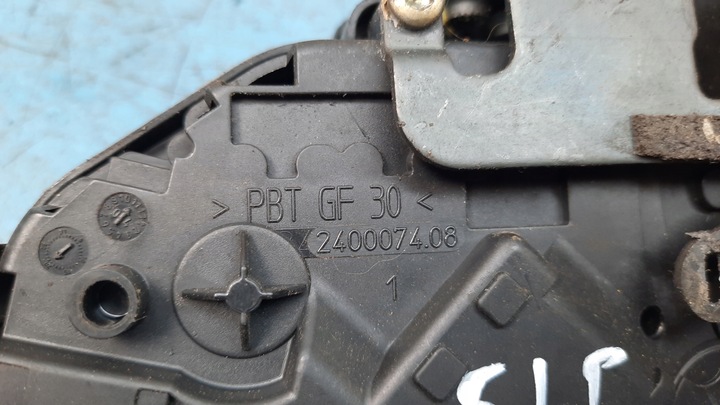 > PBT GF 30 <
2400074.08
1